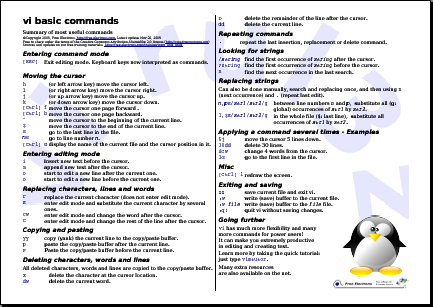 vi basic commands
Summary of most useful commands
©Copyright 2005, Free Electrons,
Entering command mode
[ESC] Exit editing mode. Keyboard keys now interpreted as commands.
Moving the cursor
h (or left arrow key) move the cursor left.
l (or right arrow key) move the cursor right.
k (or up arrow key) move the cursor up.
j (or down arrow key) move the cursor down.
[Ctrl] f move the cursor one page forward.
[Ctrl] b move the cursor one page backward.
^ move the cursor to the beginning of the current line.
$ move the cursor to the end of the current line.
G go to the last line in the file.
nG go to line number n.
[Ctrl] G display the name of the current file and the cursor position in it.
Entering editing mode
i insert new text before the cursor.
a append new text after the cursor.
o start to edit a new line after the current one.
O start to edit a new line before the current one.
Replacing characters, lines and words
r replace the current character (does not enter edit mode).
s enter edit mode and substitute the current character by several
ones.
cw enter edit mode and change the word after the cursor.
C enter edit mode and change the rest of the line after the cursor.
Copying and pasting
yy copy (yank) the current line to the copy/paste buffer.
p paste the copy/paste buffer after the current line.
P Paste the copy/paste buffer before the current line.
Deleting characters, words and lines
All deleted characters, words and lines are copied to the copy/paste buffer.
x delete the character at the cursor location.
dw delete the current word.
D delete the remainder of the line after the cursor.
dd delete the current line.
Repeating commands
. repeat the last insertion, replacement or delete command.
Looking for strings
/string find the first occurrence of string after the cursor.
?string find the first occurrence of string before the cursor.
n find the next occurrence in the last search.
Replacing strings
Can also be done manually, searching and replacing once, and then using n
(next occurrence) and . (repeat last edit).
n,ps/str1/str2/g between line numbers n and p, substitute all (g:
global) occurrences of str1 by str2.
1,$s/str1/str2/g in the whole file ($: last line), substitute all
occurrences of str1 by str2.
Applying a command several times - Examples
5j move the cursor 5 lines down.
30dd delete 30 lines.
4cw change 4 words from the cursor.
1G go to the first line in the file.
Misc
[Ctrl] l redraw the screen.
Exiting and saving
ZZ save current file and exit vi.
:w write (save) buffer to the current file.
:w file write (save) buffer to the file file.
:q! quit vi without saving changes.
Going further
vi has much more flexibility and many
more commands for power users!
It can make you extremely productive
in editing and creating text.
Learn more by taking the quick tutorial:
just type vimtutor.
Many extra resources
are also available on the net.
Free Electrons